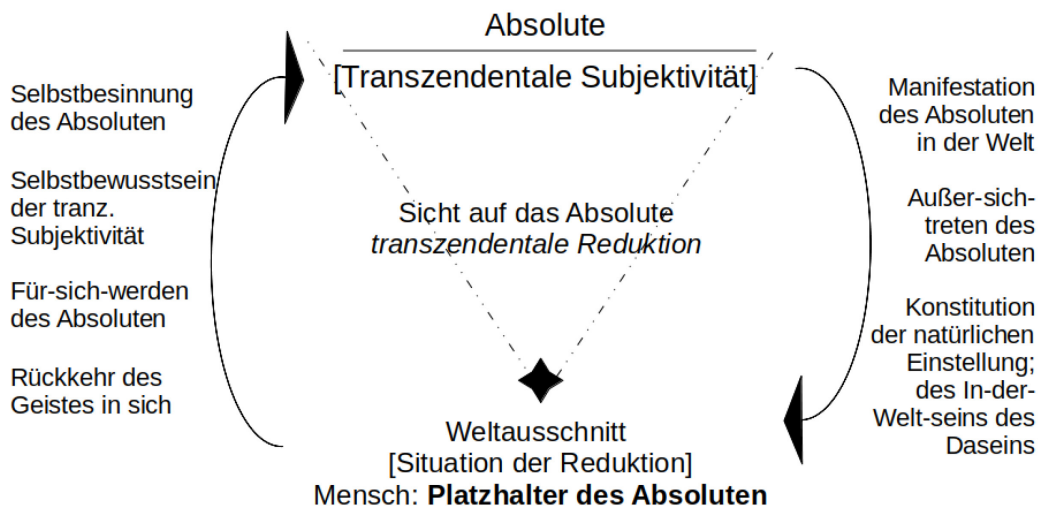 Absolute
[Transzendentale Subjektivität]
Selbstbesinnung
des Absoluten
Selbstbewusstsein
der tranz.
Subjektivität
Für-sich-werden
des Absoluten
Rückkehr des
Geistes in sich
Sicht auf das Absolute
transzendentale Reduktion
Manifestation
des Absoluten
in der Welt
Außer-sich-
treten des
Absoluten
Konstitution
der natürlichen
Einstellung;
des In-der-
Welt-seins des
Daseins
Weltausschnitt
[Situation der Reduktion]
Mensch: Platzhalter des Absoluten